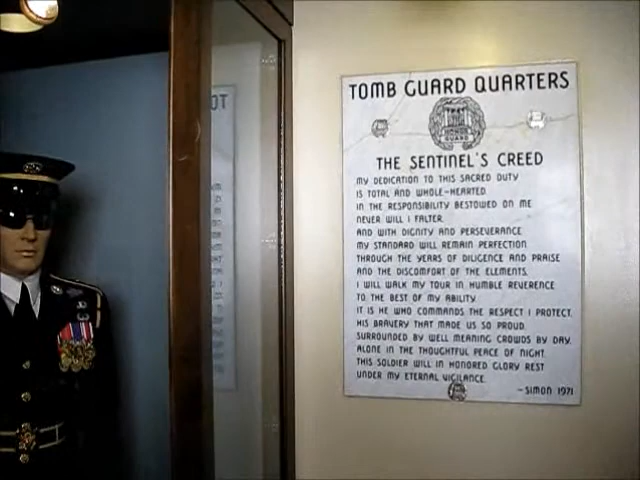 TOMB GUARD QUARTERS
HONOR
GUARD
THE SENTINEL'S CREED
MY DEDICATION TO THIS SACRED DUTY
IS TOTAL AND WHOLE-HEARTED.
IN THE RESPONSIBILITY BESTOWED ON ME
NEVER WILL I FALTER.
AND WITH DIGNITY AND PERSEVERANCE
MY STANDARD WILL REMAIN PERFECTION.
THROUGH THE YEARS OF DILIGENCE AND PRAISE
AND THE DISCOMFORT OF THE ELEMENTS,
I WILL WALK MY TOUR IN HUMBLE REVERENCE
TO THE BEST OF MY ABILITY.
IT IS HE WHO COMMANDS THE RESPECT I PROTECT.
HIS BRAVERY THAT MADE US SO PROUD.
SURROUNDED BY WELL MEANING CROWDS BY DAY,
ALONE IN THE THOUGHTFUL PEACE OF NIGHT,
THIS SOLDIER WILL IN HONORED GLORY REST
UNDER MY ETERNAL VIGILANCE.
-SIMON 1971